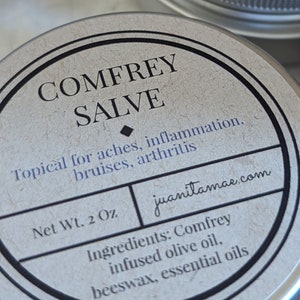 COMFREY
SALVE
Topical for aches, inflammation,
bruises, arthritis
Net Wt. 2 Oz
juanitamae.com
Ingredients: Comfrey
infused olive oil,
beeswax, essential oils